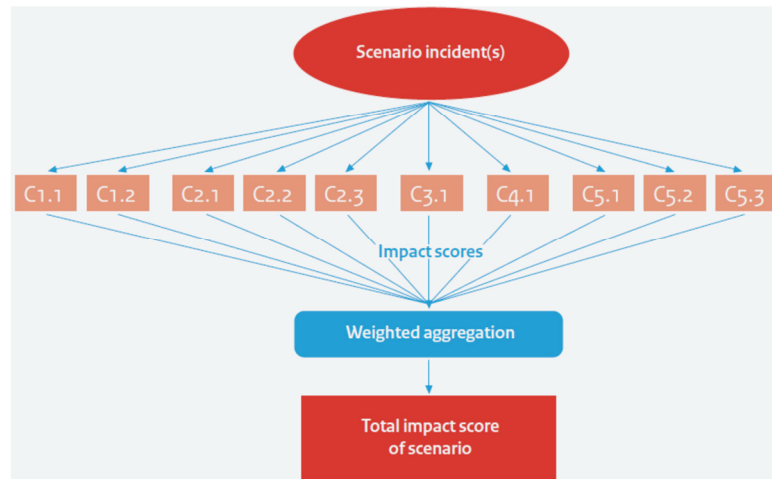 Scenario incident(s)
C1.1 C1.2 C2.1 C2.2 C2.3 C3.1 C4.1 C5.1 C5.2 C5.3
Impact scores
Weighted aggregation
Total impact score
of scenario